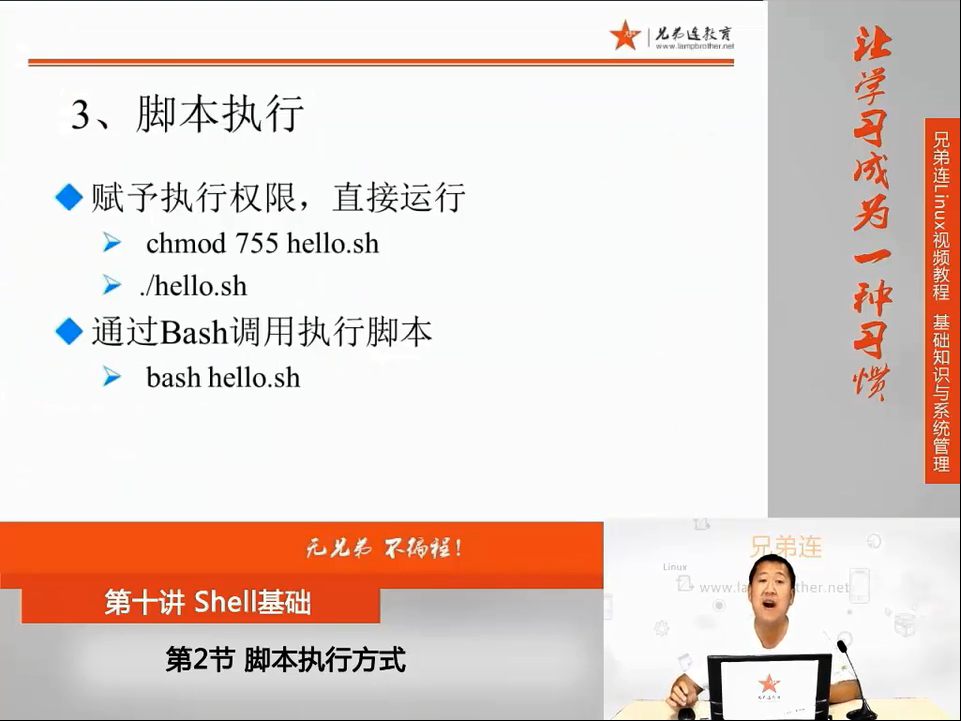 兄弟连教育
www.lampbrother.net
3、脚本执行
赋予执行权限，直接运行
chmod 755 hello.sh
./hello.sh
通过Bash调用执行脚本
bash hello.sh
让学习成为一种习惯
兄弟连Linux视频教程 基础知识与系统管理
无兄弟 不编程！
第十讲 Shell基础
第2节 脚本执行方式
兄弟连
Linux